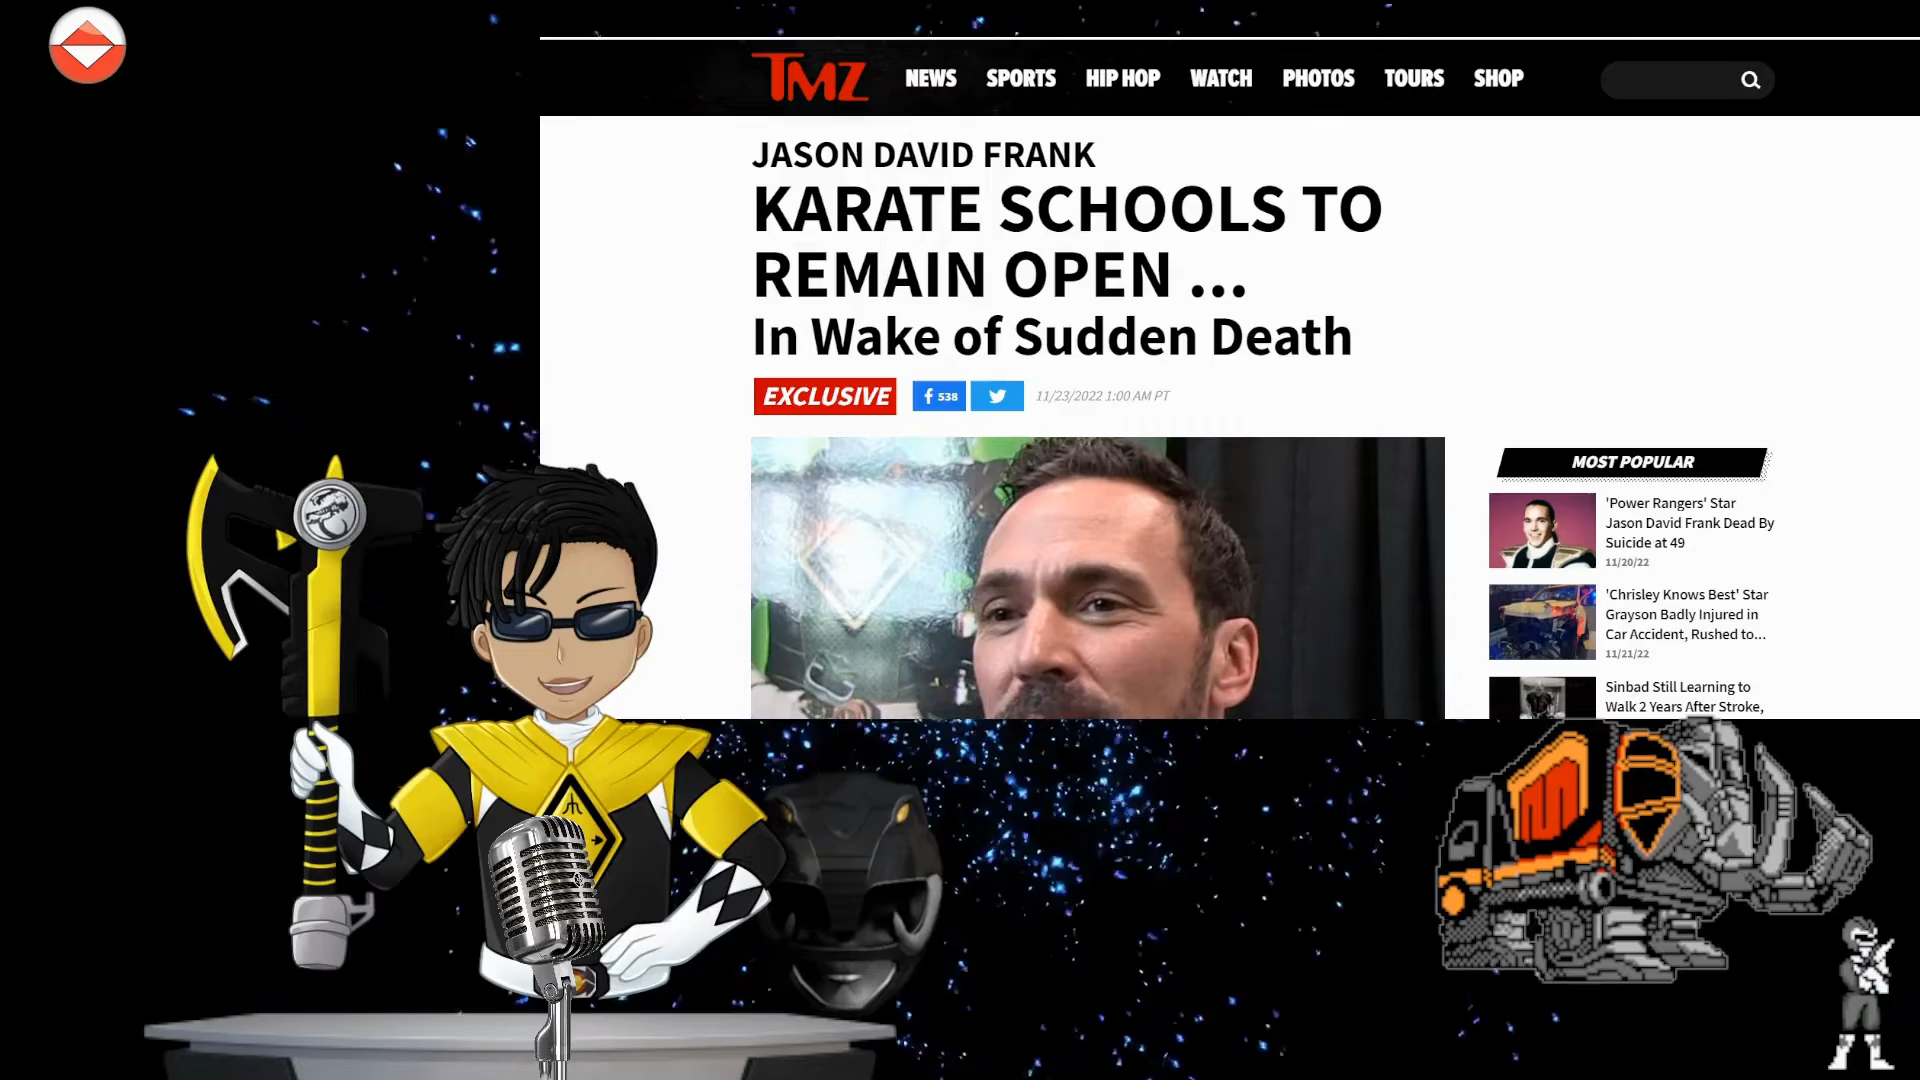 TMZ NEWS SPORTS HIP HOP WATCH PHOTOS TOURS SHOP
JASON DAVID FRANK
KARATE SCHOOLS TO
REMAIN OPEN ...
In Wake of Sudden Death
EXCLUSIVE 538 11/23/2022 1:00 AM PT
MOST POPULAR
'Power Rangers' Star
Jason David Frank Dead By
Suicide at 49
11/20/22
'Chrisley Knows Best' Star
Grayson Badly Injured in
Car Accident, Rushed to...
11/21/22
Sinbad Still Learning to
Walk 2 Years After Stroke,